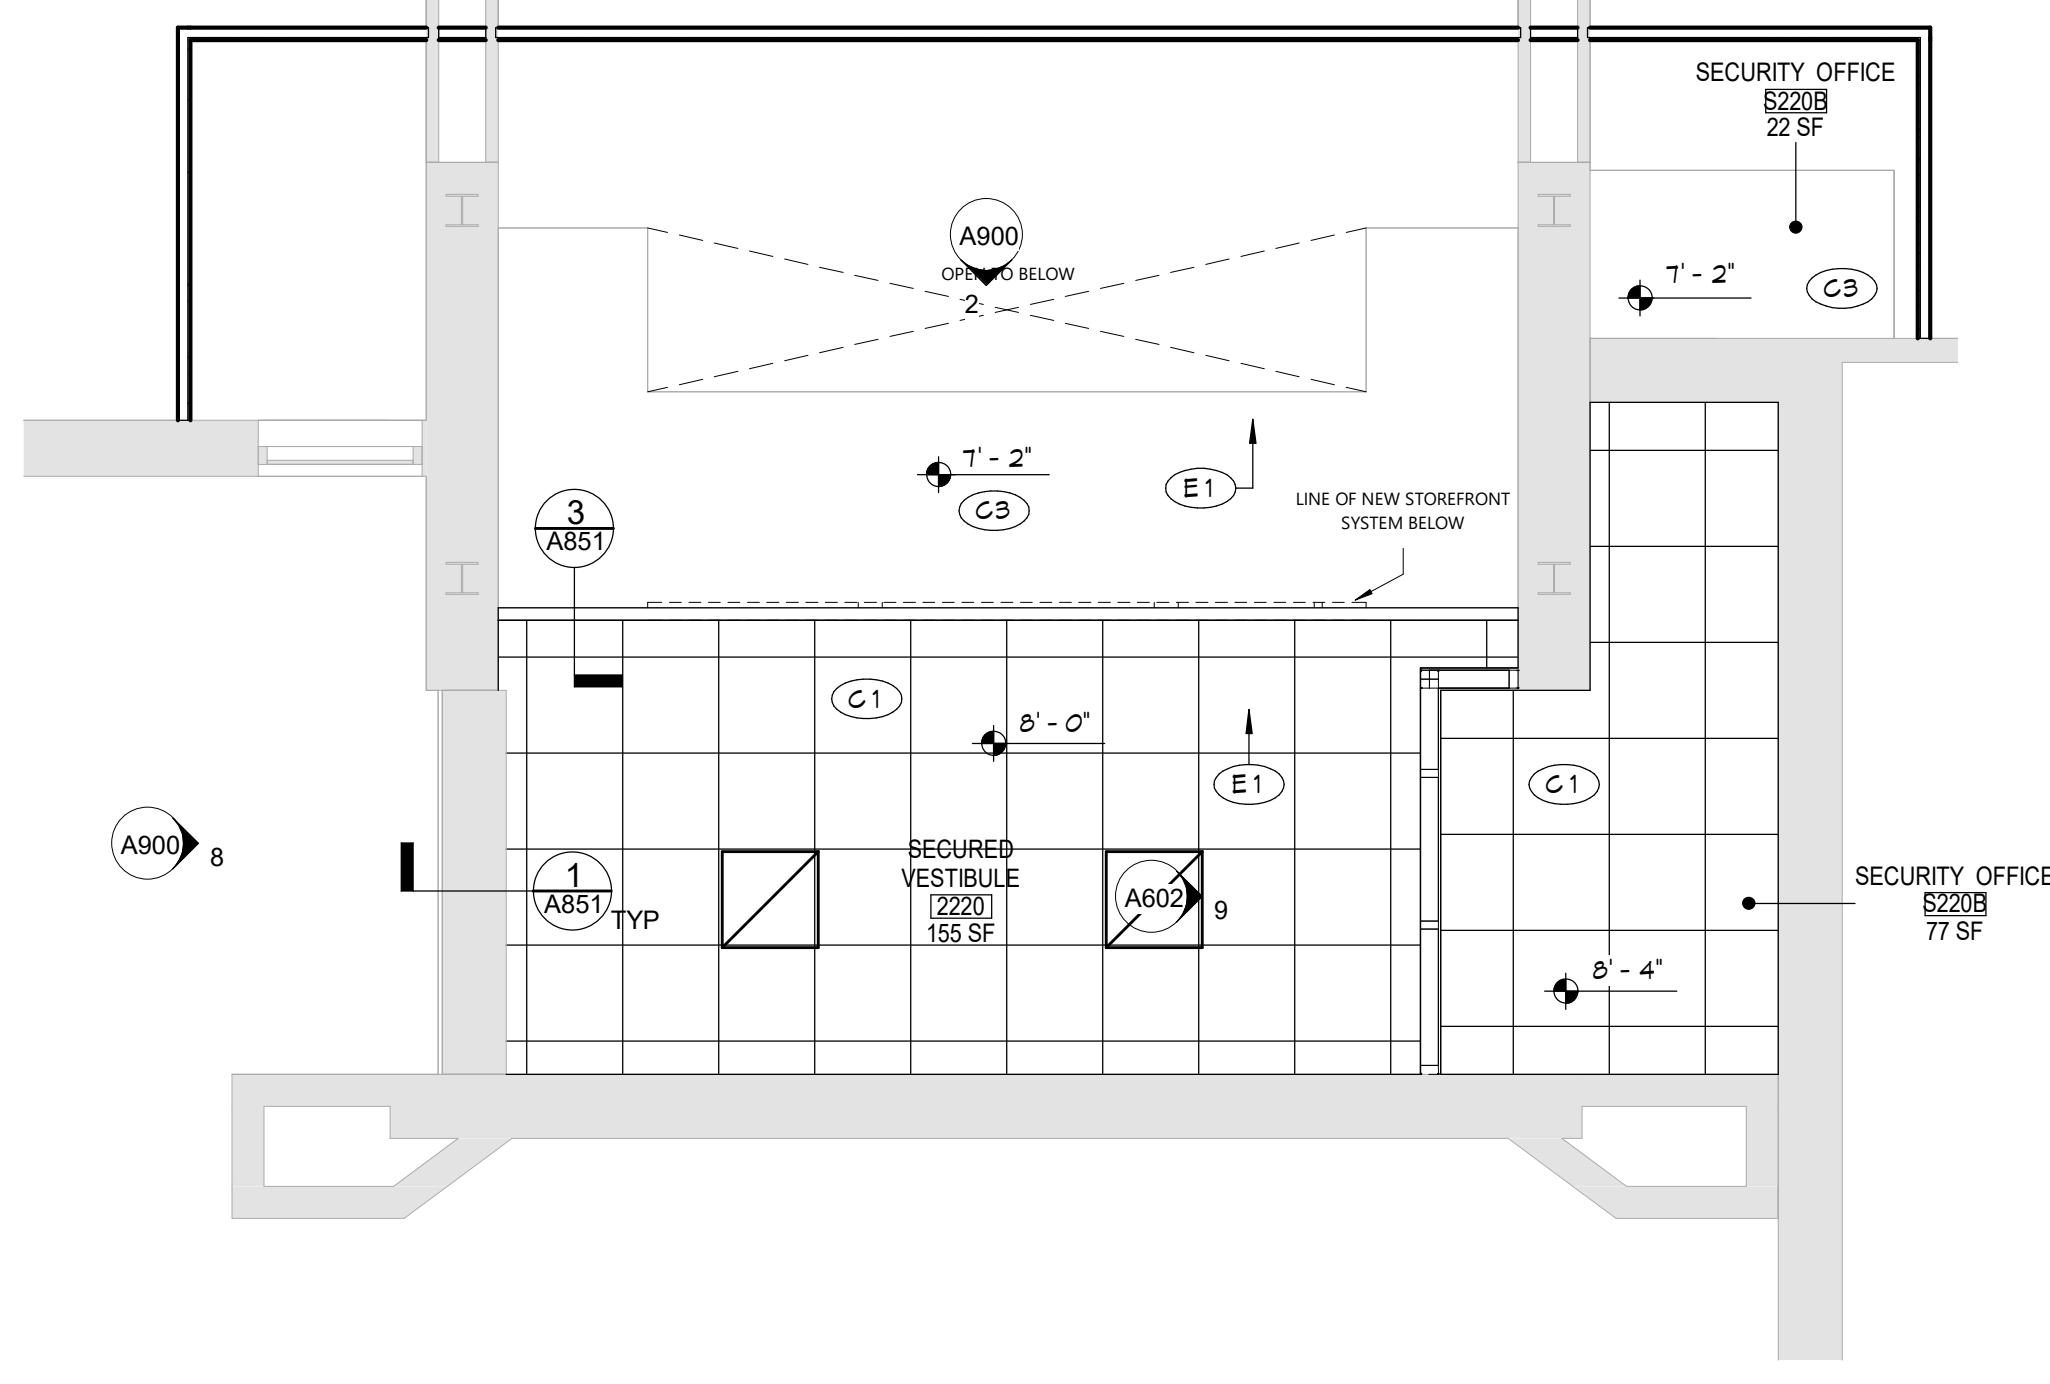 SECURITY OFFICE
S220B
22 SF
A900
OPEN TO BELOW
2
7' - 2"
C3
7' - 2"
C3
E1
LINE OF NEW STOREFRONT
SYSTEM BELOW
3
A851
C1
8' - 0"
E1
C1
A900
8
1
A851
TYP
SECURED
VESTIBULE
2220
155 SF
A602
9
SECURITY OFFICE
S220B
77 SF
8' - 4"